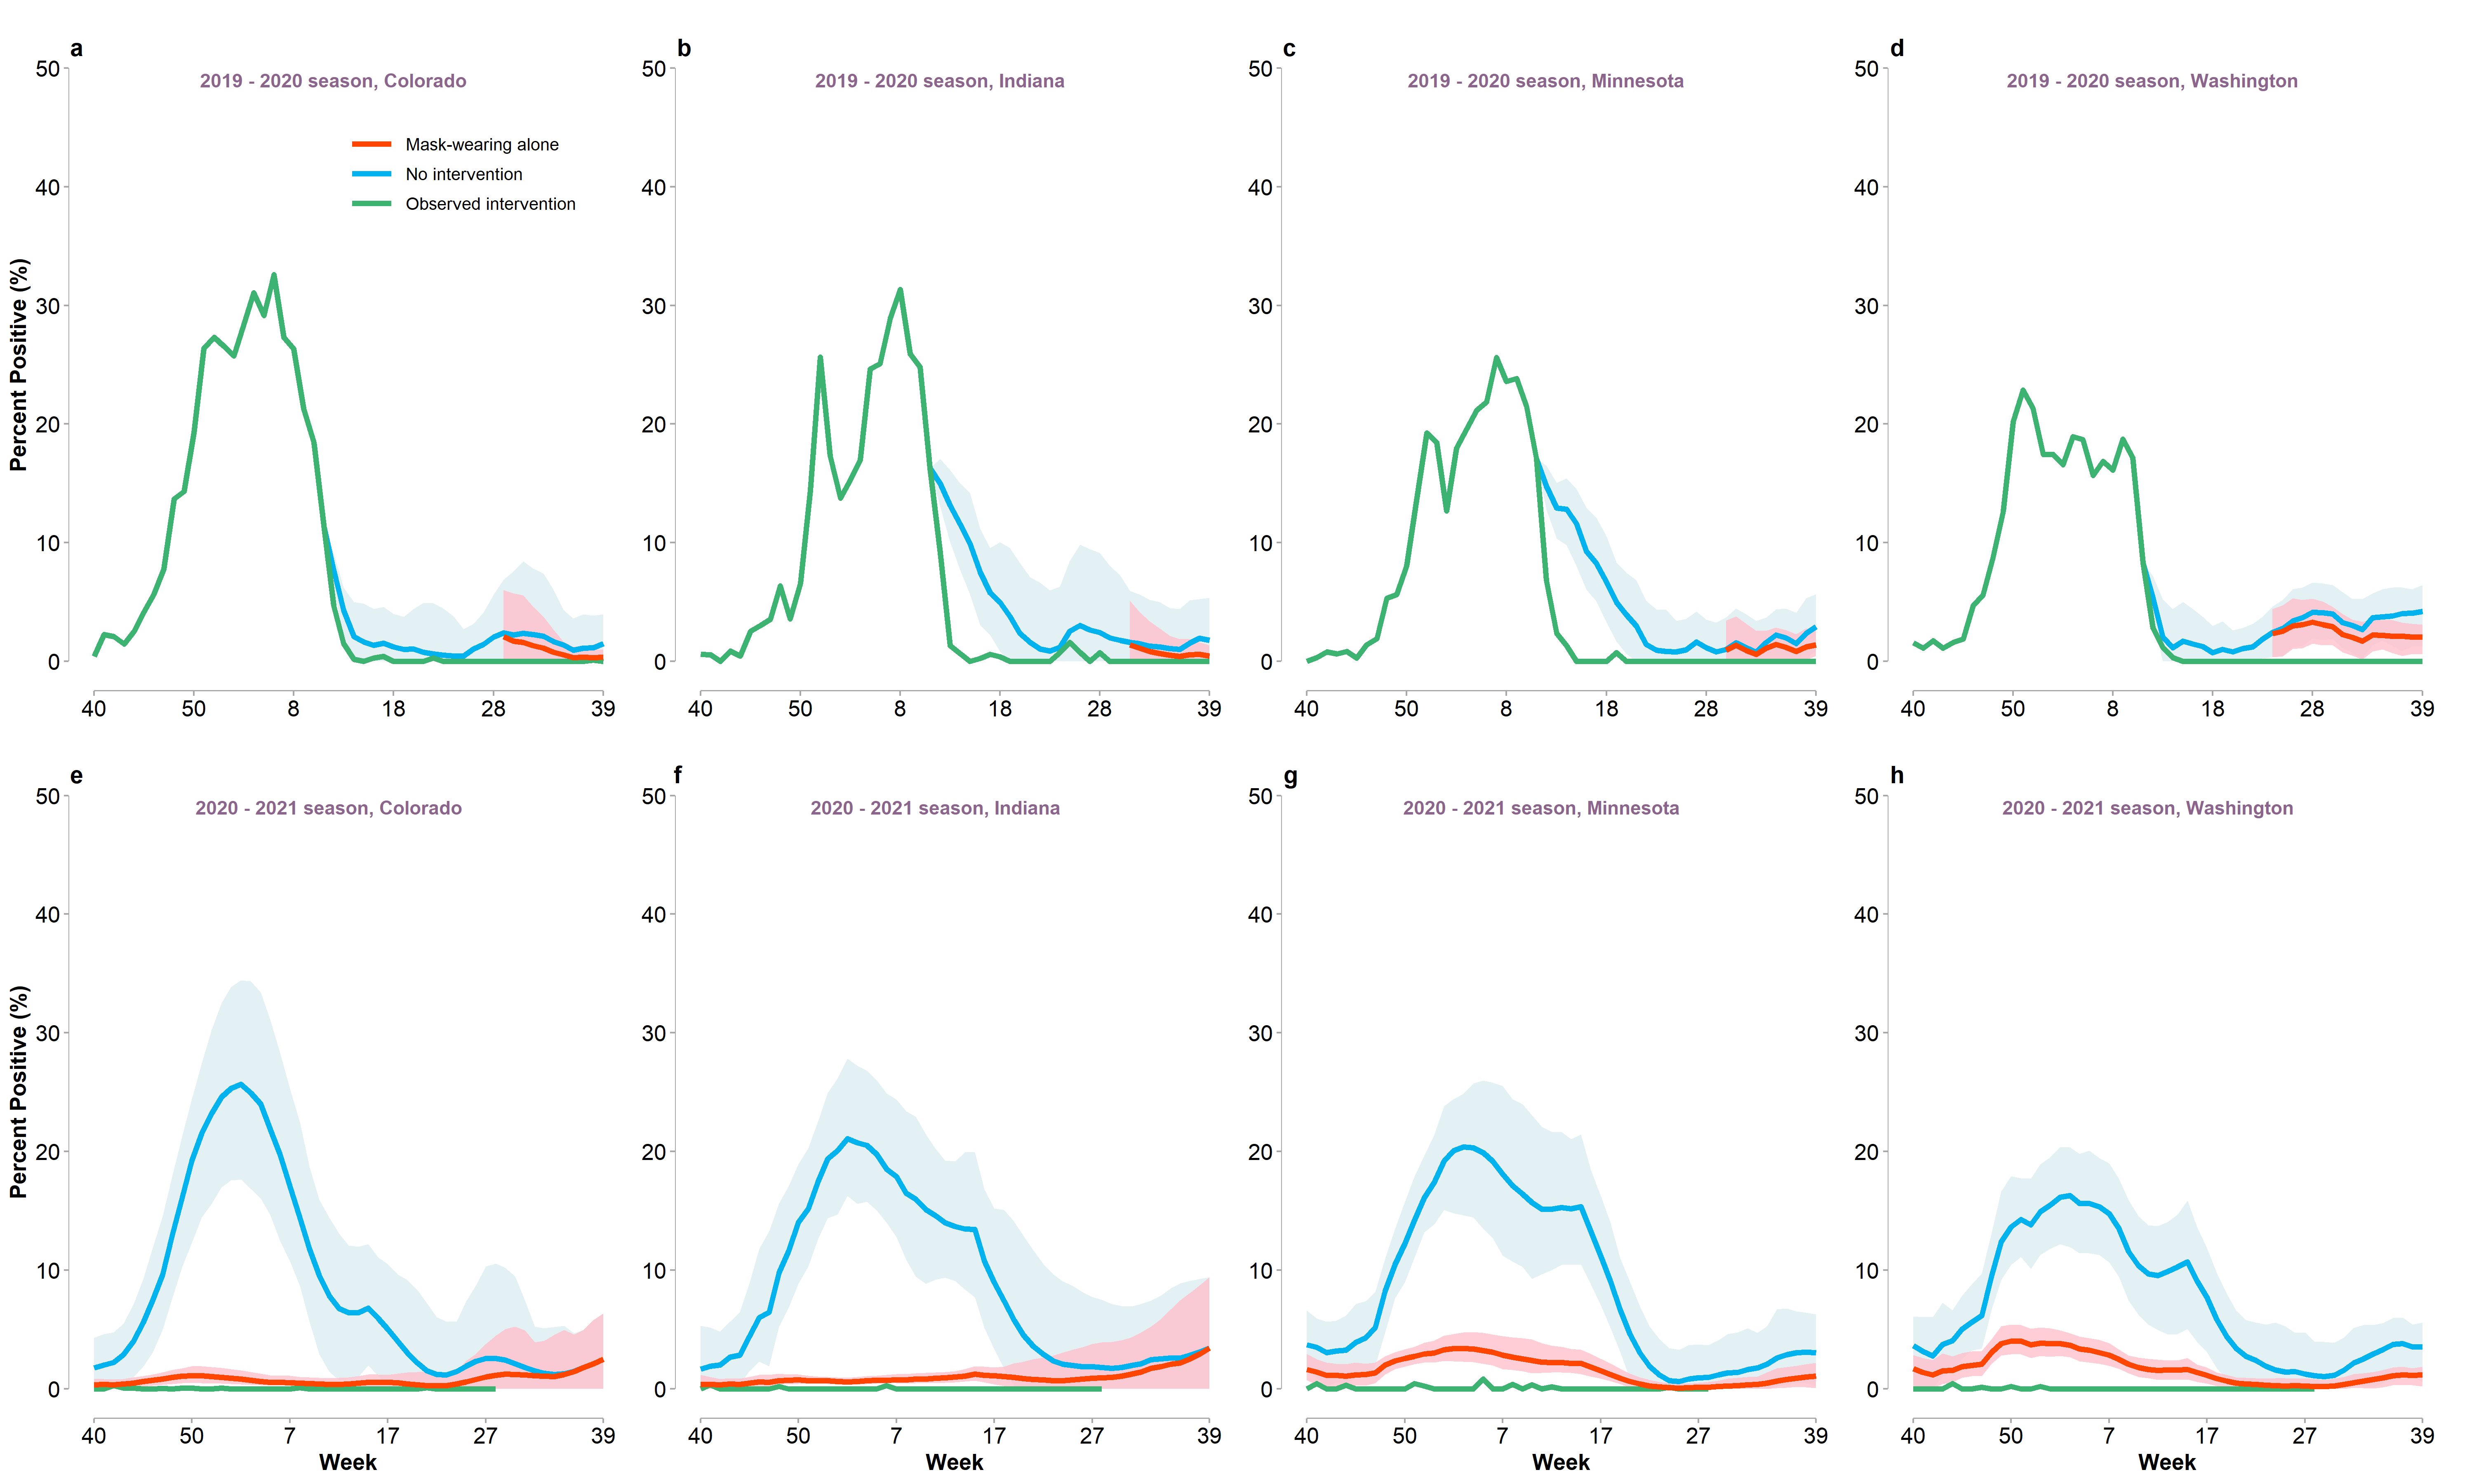 a
2019 - 2020 season, Colorado
Mask-wearing alone
No intervention
Observed intervention
Percent Positive (%)
50
40
30
20
10
0
40 50 8 18 28 39
b
2019 - 2020 season, Indiana
50
40
30
20
10
0
40 50 8 18 28 39
c
2019 - 2020 season, Minnesota
50
40
30
20
10
0
40 50 8 18 28 39
d
2019 - 2020 season, Washington
50
40
30
20
10
0
40 50 8 18 28 39
e
2020 - 2021 season, Colorado
Percent Positive (%)
50
40
30
20
10
0
40 50 7 17 27 39
Week
f
2020 - 2021 season, Indiana
50
40
30
20
10
0
40 50 7 17 27 39
Week
g
2020 - 2021 season, Minnesota
50
40
30
20
10
0
40 50 7 17 27 39
Week
h
2020 - 2021 season, Washington
50
40
30
20
10
0
40 50 7 17 27 39
Week